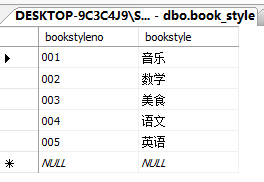 DESKTOP-9C3C4J9\S... - dbo.book_style
bookstyleno bookstyle
001 音乐
002 数学
003 美食
004 语文
005 英语
NULL NULL